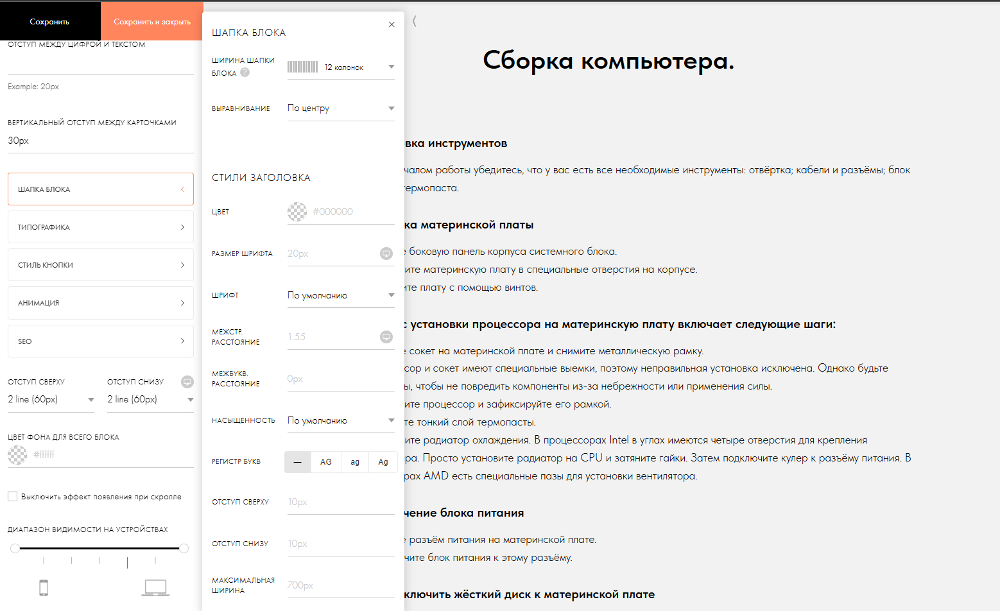 Сохранить
Сохранить и закрыть
ОТСТУП МЕЖДУ ЦИФРОЙ И ТЕКСТОМ
Example: 20px
ВЕРТИКАЛЬНЫЙ ОТСТУП МЕЖДУ КАРТОЧКАМИ
30px
ШАПКА БЛОКА
ТИПОГРАФИКА
СТИЛЬ КНОПКИ
АНИМАЦИЯ
SEO
ОТСТУП СВЕРХУ
ОТСТУП СНИЗУ
2 line (60px)
2 line (60px)
ЦВЕТ ФОНА ДЛЯ ВСЕГО БЛОКА
#ffffff
Выключить эффект появления при скролле
ДИАПАЗОН ВИДИМОСТИ НА УСТРОЙСТВАХ
ШАПКА БЛОКА
ШИРИНА ШАПКИ
БЛОКА ?
12 колонок
ВЫРАВНИВАНИЕ
По центру
СТИЛИ ЗАГОЛОВКА
ЦВЕТ
#000000
РАЗМЕР ШРИФТА
20px
ШРИФТ
По умолчанию
МЕЖСТР.
РАССТОЯНИЕ
1.55
МЕЖБУКВ.
РАССТОЯНИЕ
0px
НАСЫЩЕННОСТЬ
По умолчанию
РЕГИСТР БУКВ
— AG ag Ag
ОТСТУП СВЕРХУ
10px
ОТСТУП СНИЗУ
10px
МАКСИМАЛЬНАЯ
ШИРИНА
700px
Сборка компьютера.
вка инструментов
чалом работы убедитесь, что у вас есть все необходимые инструменты: отвёртка; кабели и разъёмы; блок
термопаста.
ка материнской платы
е боковую панель корпуса системного блока.
ите материнскую плату в специальные отверстия на корпусе.
ите плату с помощью винтов.
с установки процессора на материнскую плату включает следующие шаги:
е сокет на материнской плате и снимите металлическую рамку.
сор и сокет имеют специальные выемки, поэтому неправильная установка исключена. Однако будьте
ы, чтобы не повредить компоненты из-за небрежности или применения силы.
ите процессор и зафиксируйте его рамкой.
те тонкий слой термопасты.
ите радиатор охлаждения. В процессорах Intel в углах имеются четыре отверстия для крепления
ра. Просто установите радиатор на CPU и затяните гайки. Затем подключите кулер к разъёму питания. В
рах AMD есть специальные пазы для установки вентилятора.
чение блока питания
е разъём питания на материнской плате.
чите блок питания к этому разъёму.
ключить жёсткий диск к материнской плате